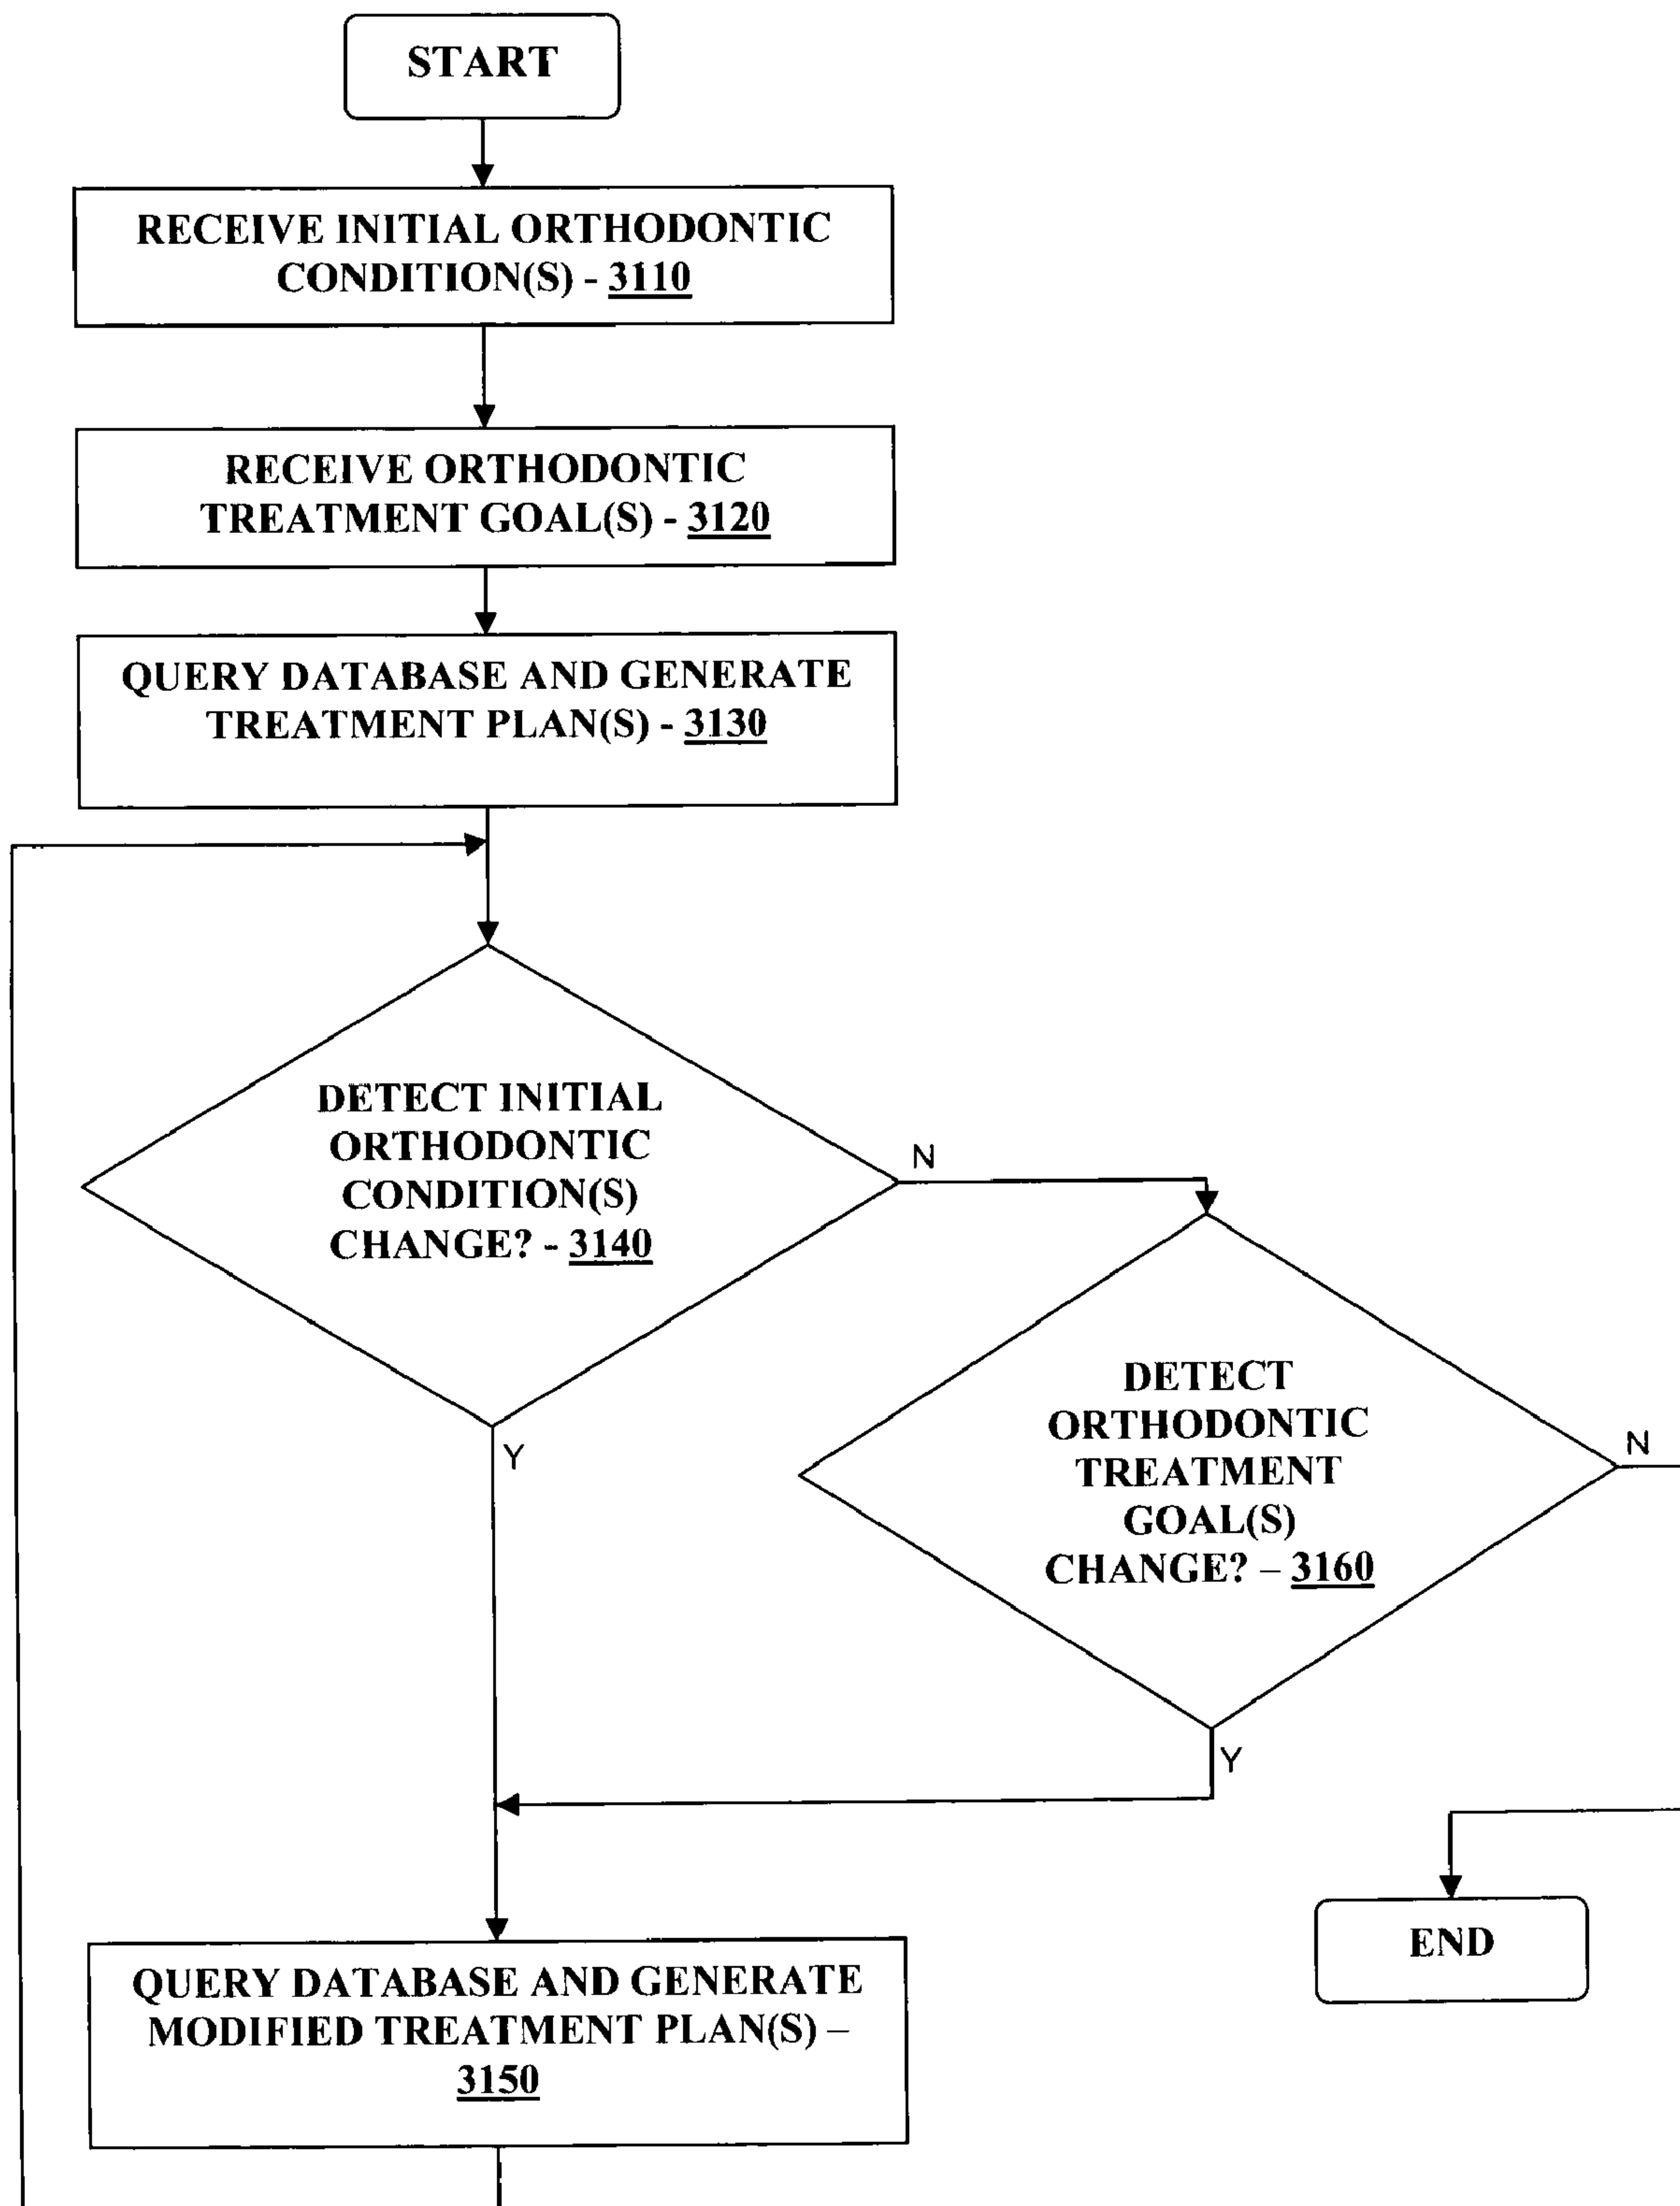 START
RECEIVE INITIAL ORTHODONTIC
CONDITION(S) - 3110
RECEIVE ORTHODONTIC
TREATMENT GOAL(S) - 3120
QUERY DATABASE AND GENERATE
TREATMENT PLAN(S) - 3130
DETECT INITIAL
ORTHODONTIC
CONDITION(S)
CHANGE? - 3140
N
Y
DETECT
ORTHODONTIC
TREATMENT
GOAL(S)
CHANGE? – 3160
N
Y
END
QUERY DATABASE AND GENERATE
MODIFIED TREATMENT PLAN(S) –
3150